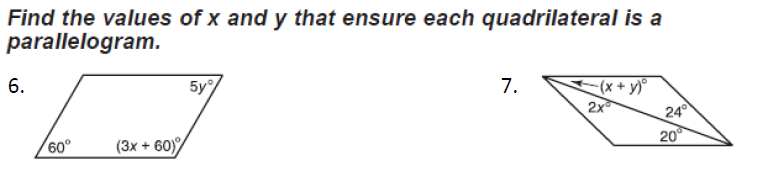 Find the values of x and y that ensure each quadrilateral is a
parallelogram.
6.
5y°
60°
(3x + 60)°
7.
(x + y)°
2x°
24°
20°